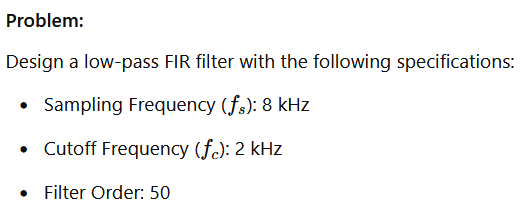 Problem:
Design a low-pass FIR filter with the following specifications:
• Sampling Frequency (fs): 8 kHz
• Cutoff Frequency (fc): 2 kHz
• Filter Order: 50